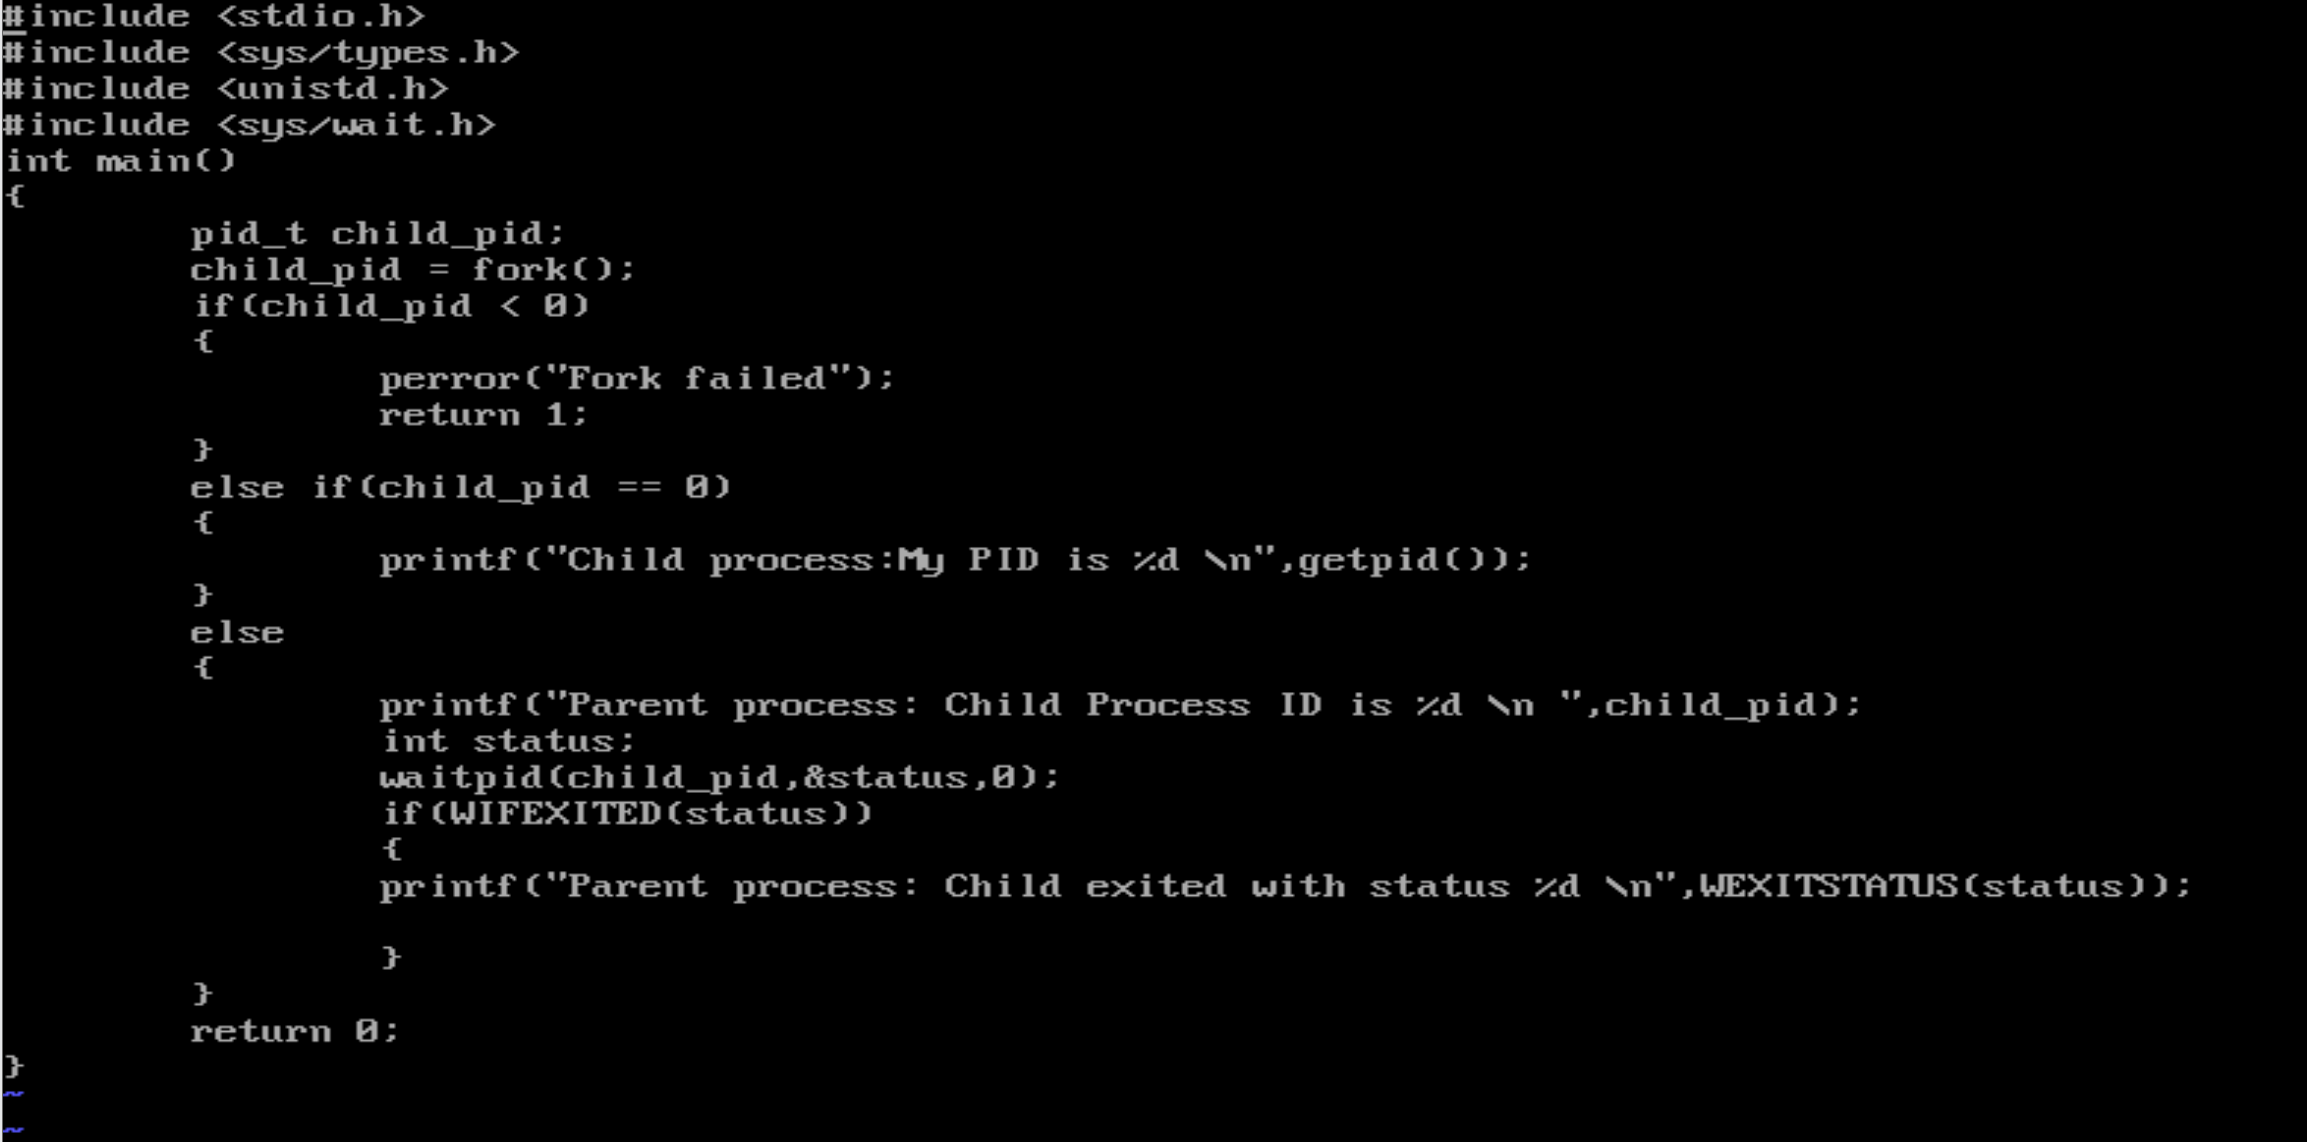 #include <stdio.h>
#include <sys/types.h>
#include <unistd.h>
#include <sys/wait.h>
int main()
{
        pid_t child_pid;
        child_pid = fork();
        if(child_pid < 0)
        {
                perror("Fork failed");
                return 1;
        }
        else if(child_pid == 0)
        {
                printf("Child process:My PID is %d \n",getpid());
        }
        else
        {
                printf("Parent process: Child Process ID is %d \n ",child_pid);
                int status;
                waitpid(child_pid,&status,0);
                if(WIFEXITED(status))
                {
                printf("Parent process: Child exited with status %d \n",WEXITSTATUS(status));

                }
        }
        return 0;
}
~
~